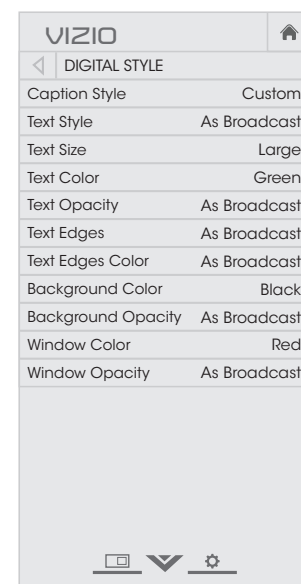 VIZIO
DIGITAL STYLE
Caption Style Custom
Text Style As Broadcast
Text Size Large
Text Color Green
Text Opacity As Broadcast
Text Edges As Broadcast
Text Edges Color As Broadcast
Background Color Black
Background Opacity As Broadcast
Window Color Red
Window Opacity As Broadcast